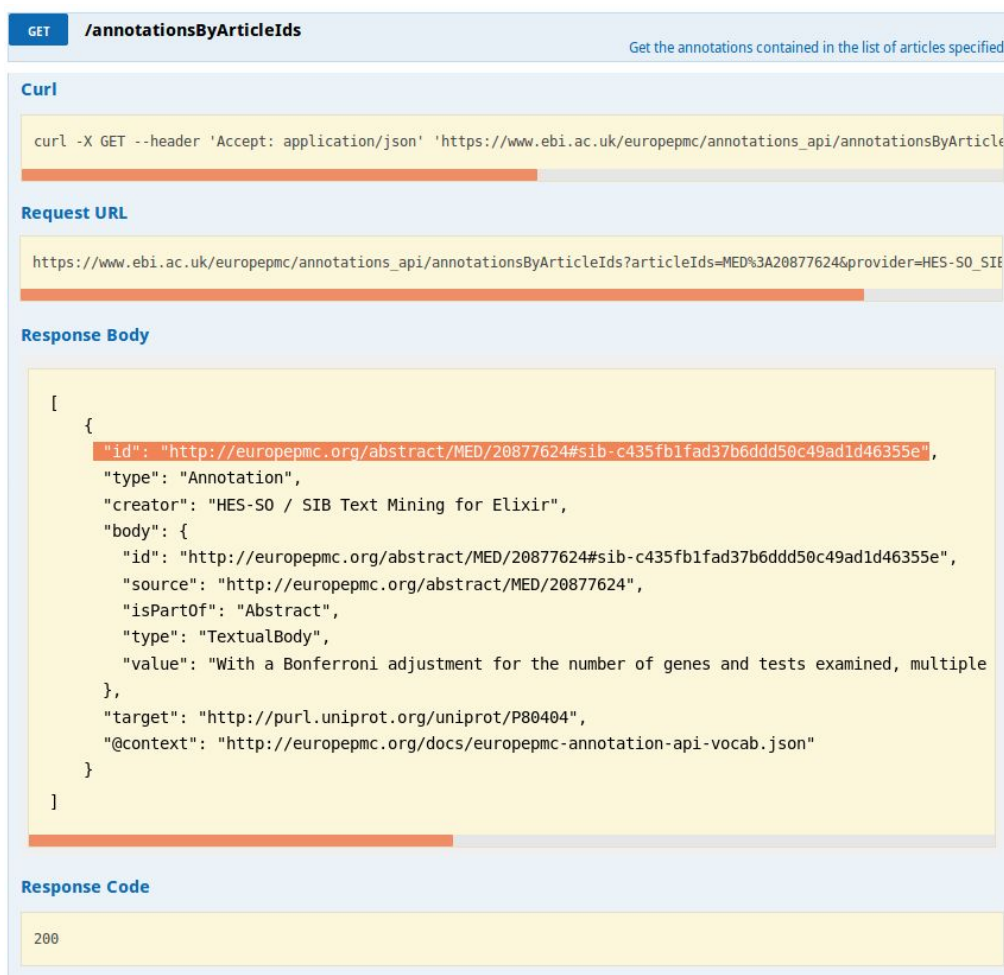 GET /annotationsByArticleIds
Get the annotations contained in the list of articles specified
Curl
curl -X GET --header 'Accept: application/json' 'https://www.ebi.ac.uk/europepmc/annotations_api/annotationsByArticle
Request URL
https://www.ebi.ac.uk/europepmc/annotations_api/annotationsByArticleIds?articleIds=MED%3A20877624&provider=HES-SO_SIB
Response Body
[
{
"id": "http://europepmc.org/abstract/MED/20877624#sib-c435fb1fad37b6ddd50c49ad1d46355e",
"type": "Annotation",
"creator": "HES-SO / SIB Text Mining for Elixir",
"body": {
"id": "http://europepmc.org/abstract/MED/20877624#sib-c435fb1fad37b6ddd50c49ad1d46355e",
"source": "http://europepmc.org/abstract/MED/20877624",
"isPartOf": "Abstract",
"type": "TextualBody",
"value": "With a Bonferroni adjustment for the number of genes and tests examined, multiple
},
"target": "http://purl.uniprot.org/uniprot/P80404",
"@context": "http://europepmc.org/docs/europepmc-annotation-api-vocab.json"
}
]
Response Code
200